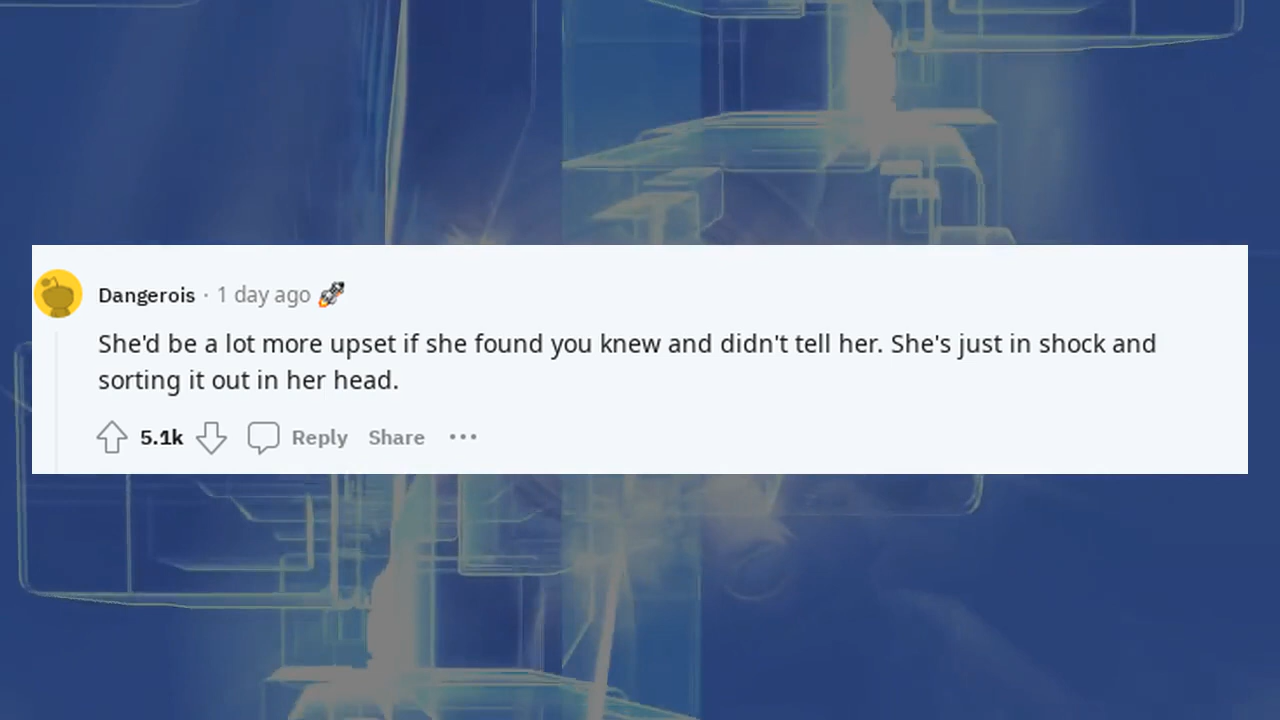 Dangerois · 1 day ago 🚀
She'd be a lot more upset if she found you knew and didn't tell her. She's just in shock and
sorting it out in her head.
5.1k Reply Share ···